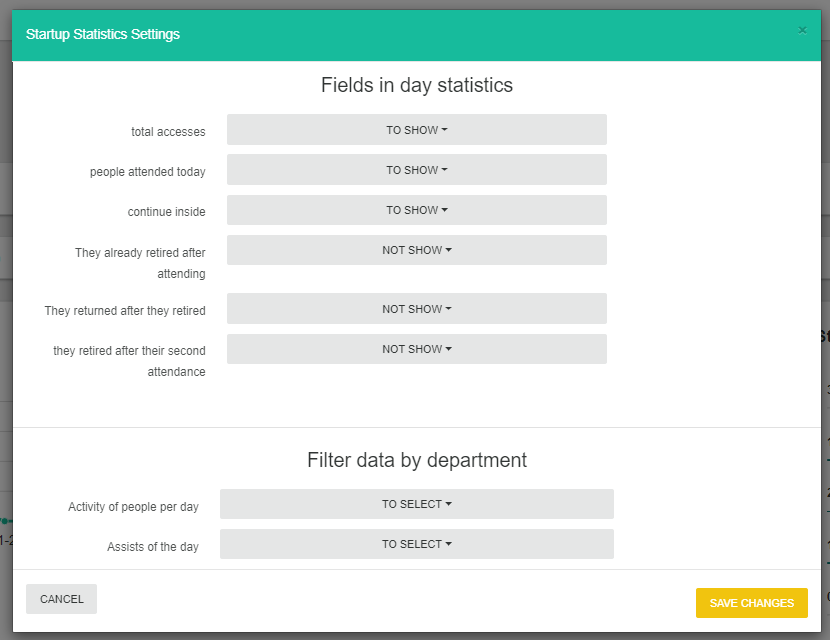 Startup Statistics Settings ×
Fields in day statistics
total accesses TO SHOW
people attended today TO SHOW
continue inside TO SHOW
They already retired after NOT SHOW
attending
They returned after they retired NOT SHOW
they retired after their second NOT SHOW
attendance
Filter data by department
Activity of people per day TO SELECT
Assists of the day TO SELECT
CANCEL
SAVE CHANGES